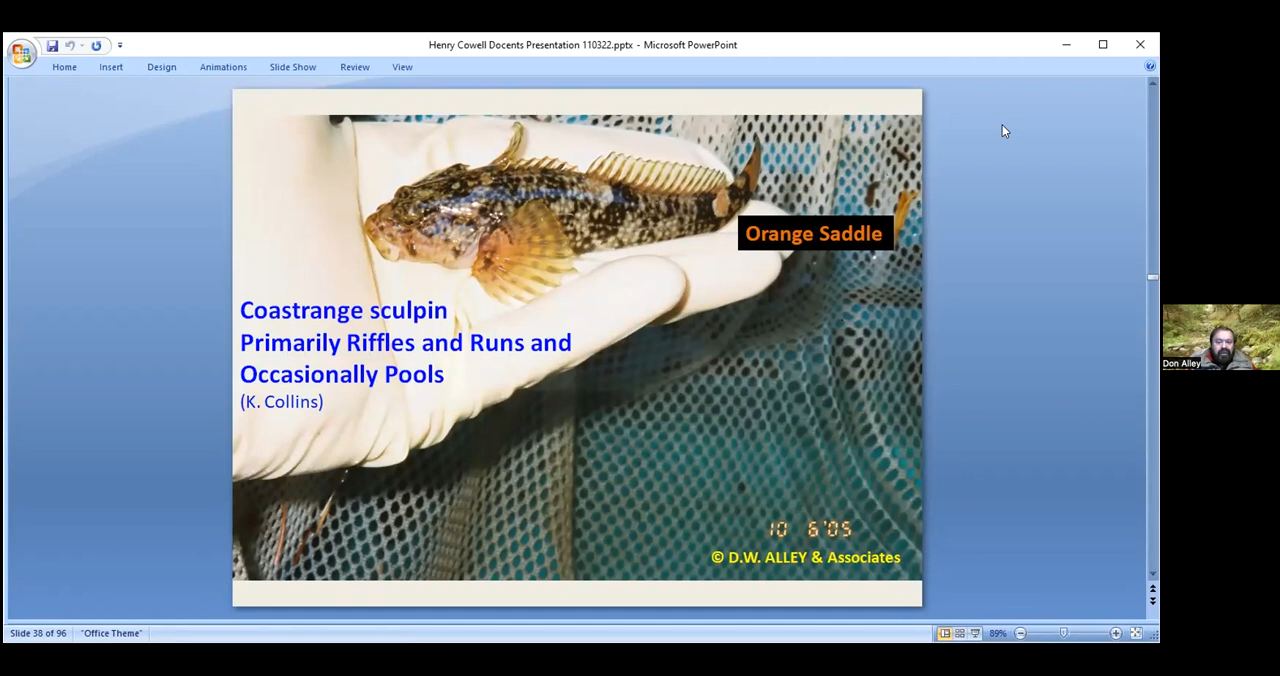 Henry Cowell Docents Presentation 110322.pptx - Microsoft PowerPoint
Home Insert Design Animations Slide Show Review View
Orange Saddle
Coastrange sculpin
Primarily Riffles and Runs and
Occasionally Pools
(K. Collins)
10 6'05
© D.W. ALLEY & Associates
Don Alley
Slide 38 of 96 "Office Theme" 89%